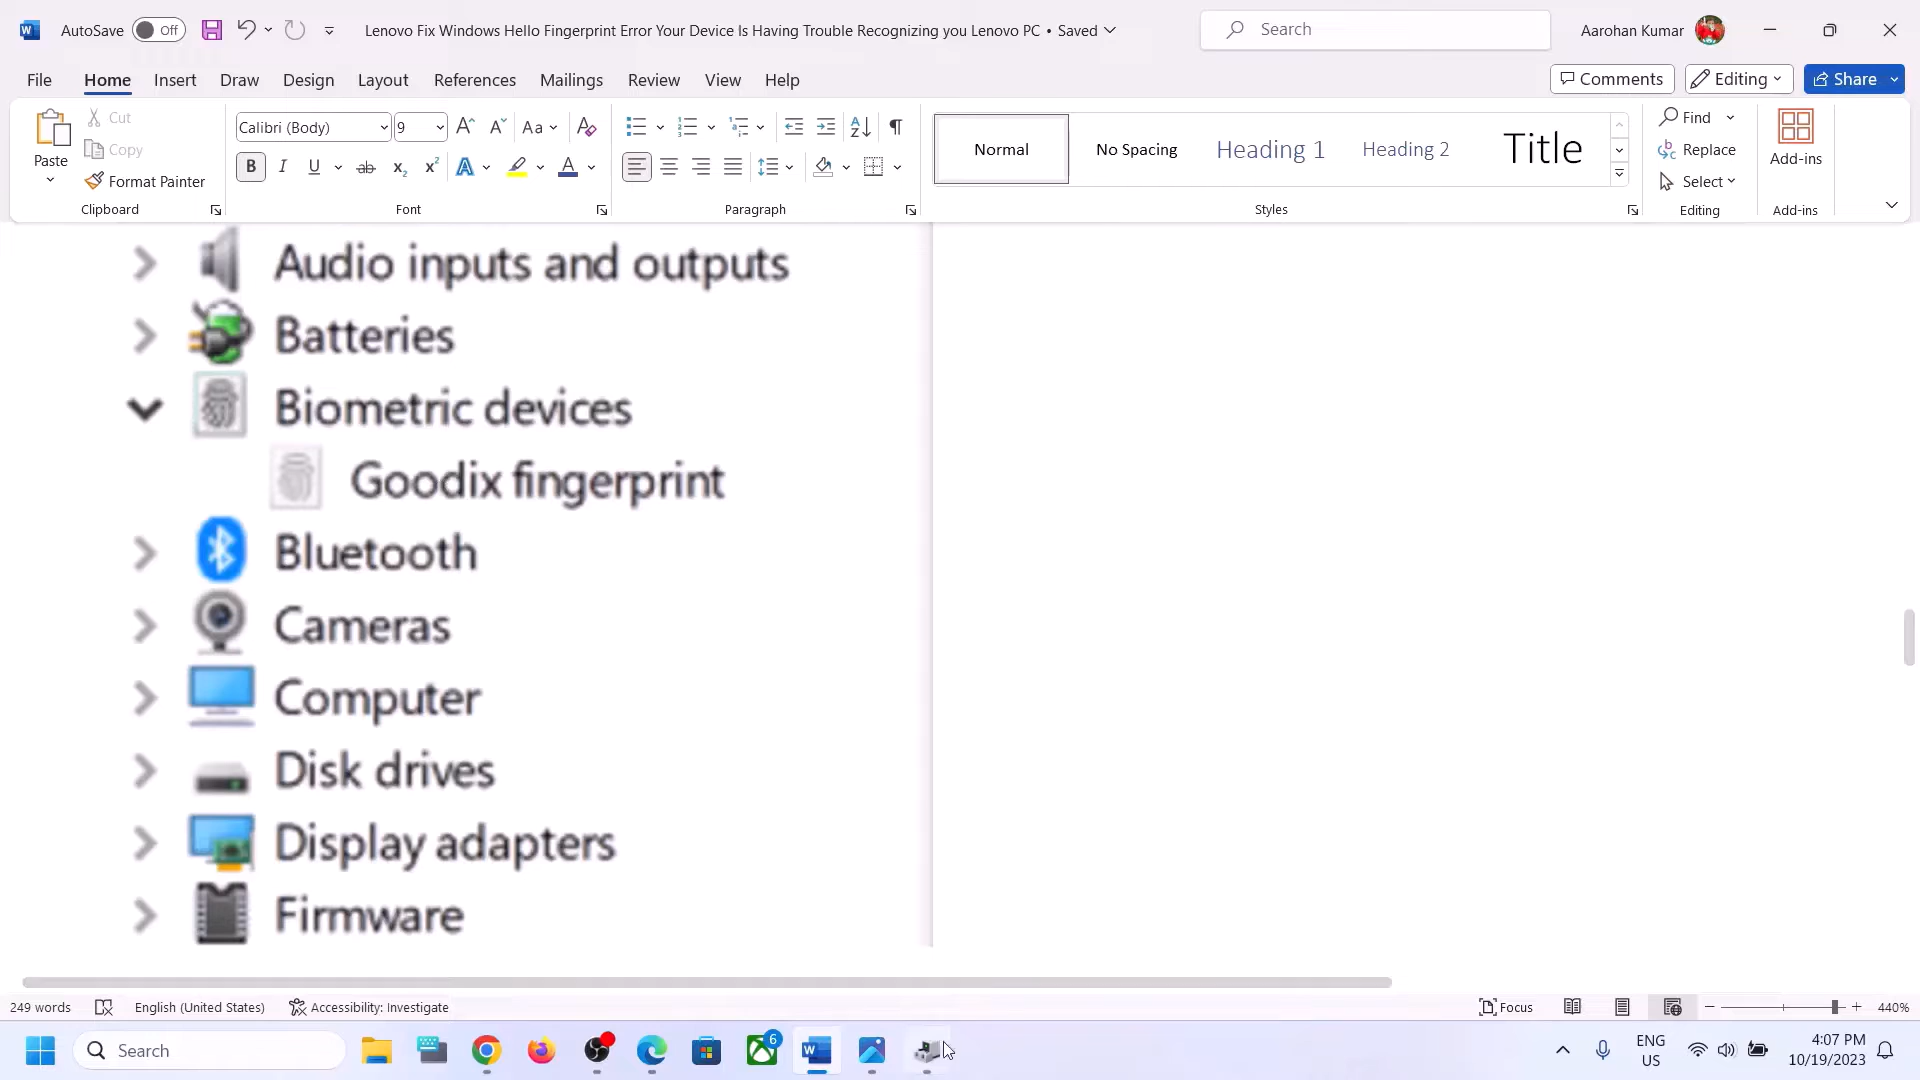 AutoSave Off Lenovo Fix Windows Hello Fingerprint Error Your Device Is Having Trouble Recognizing you Lenovo PC • Saved Search Aarohan Kumar
File Home Insert Draw Design Layout References Mailings Review View Help Comments Editing Share
Paste
Cut
Copy
Format Painter
Clipboard
Calibri (Body) 9
Aa
B I U ab x₂ x² A A
Font
Paragraph
Normal No Spacing Heading 1 Heading 2 Title
Styles
Find
Replace
Select
Editing
Add-ins
Add-ins
Audio inputs and outputs
Batteries
Biometric devices
Goodix fingerprint
Bluetooth
Cameras
Computer
Disk drives
Display adapters
Firmware
249 words English (United States) Accessibility: Investigate Focus 440%
Search 6 ENG US 4:07 PM 10/19/2023